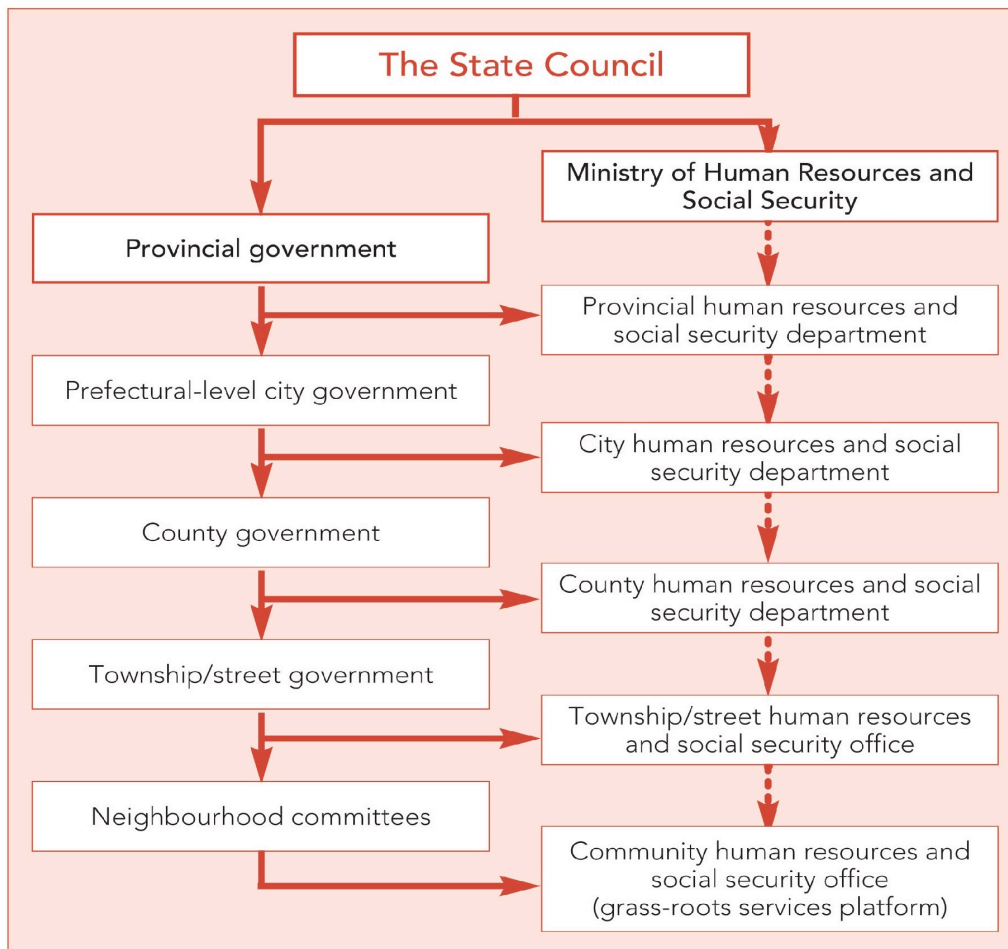 The State Council
Ministry of Human Resources and
Social Security
Provincial government
Provincial human resources and
social security department
Prefectural-level city government
City human resources and social
security department
County government
County human resources and social
security department
Township/street government
Township/street human resources
and social security office
Neighbourhood committees
Community human resources and
social security office
(grass-roots services platform)